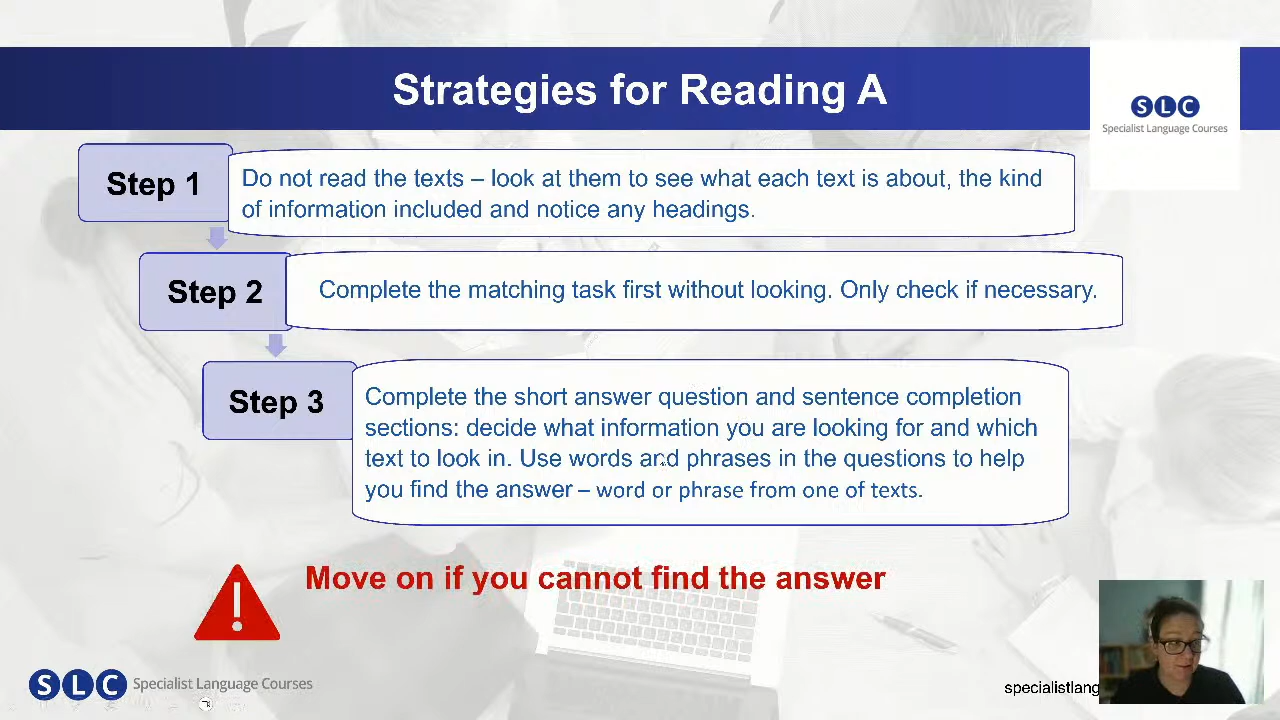 Strategies for Reading A
SLC
Specialist Language Courses
Step 1
Do not read the texts – look at them to see what each text is about, the kind
of information included and notice any headings.
Step 2
Complete the matching task first without looking. Only check if necessary.
Step 3
Complete the short answer question and sentence completion
sections: decide what information you are looking for and which
text to look in. Use words and phrases in the questions to help
you find the answer – word or phrase from one of texts.
Move on if you cannot find the answer
SLC Specialist Language Courses
specialistlang